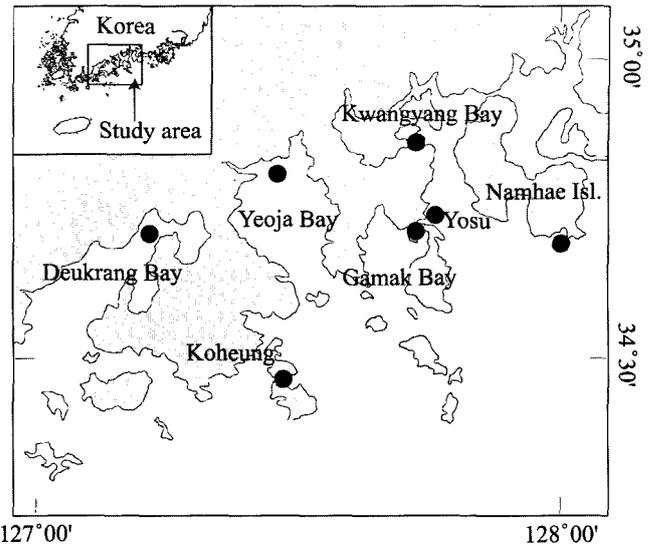 Korea
Study area
35°00'
Kwangyang Bay
Namhae Isl.
Yeoja Bay
Yosu
Deukrang Bay
Gamak Bay
Koheung
34°30'
127°00'
128°00'